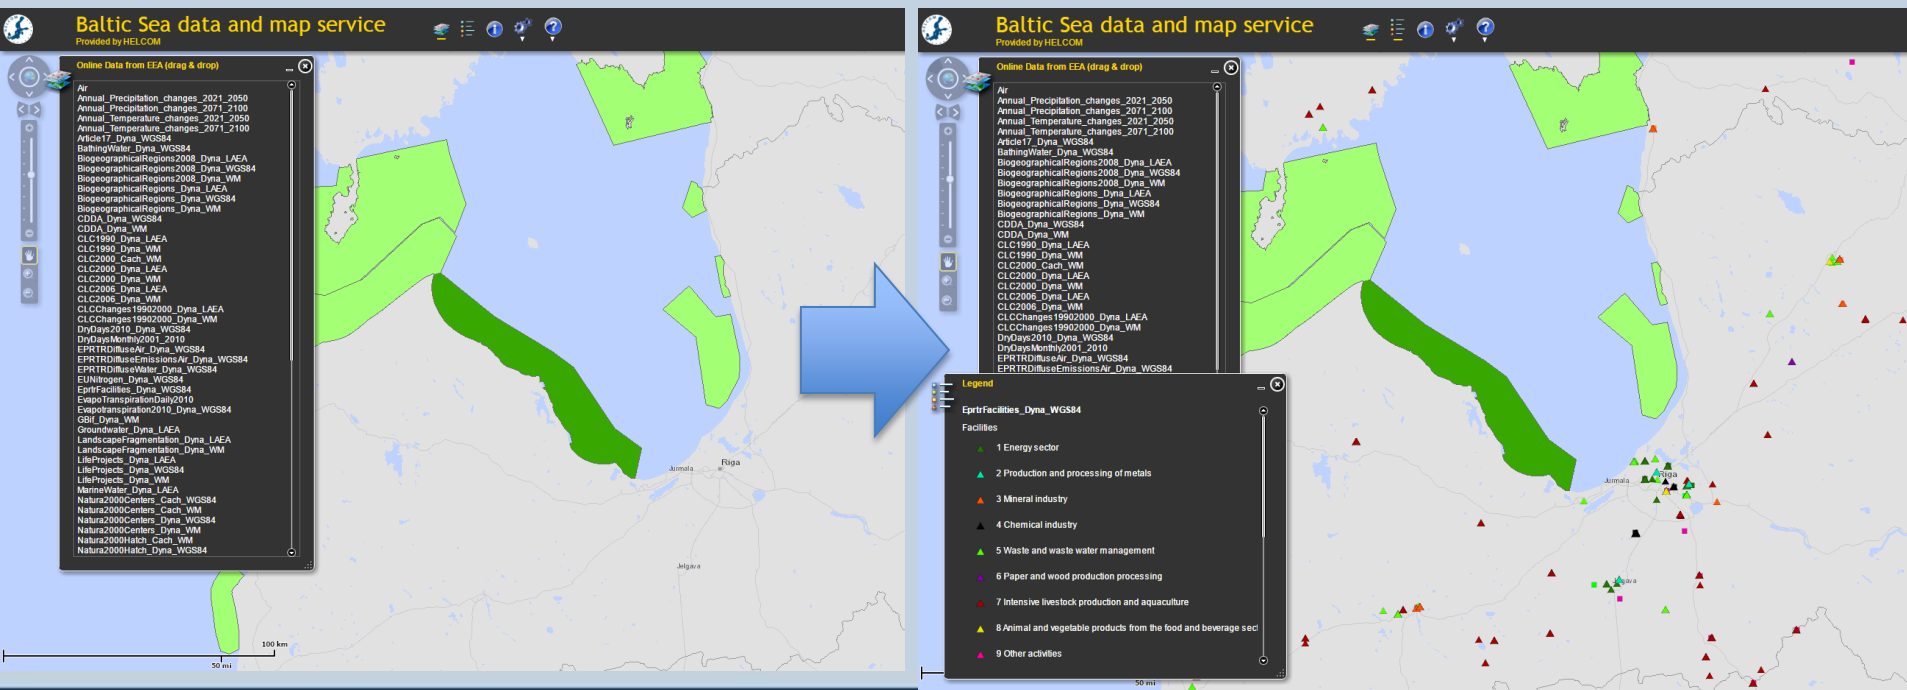 Baltic Sea data and map service
Provided by HELCOM
Online Data from EEA (drag & drop)
Air
Annual_Precipitation_changes_2021_2050
Annual_Precipitation_changes_2071_2100
Annual_Temperature_changes_2021_2050
Annual_Temperature_changes_2071_2100
Article17_Dyna_WGS84
BathingWater_Dyna_WGS84
BiogeographicalRegions2008_Dyna_LAEA
BiogeographicalRegions2008_Dyna_WGS84
BiogeographicalRegions2008_Dyna_WM
BiogeographicalRegions_Dyna_LAEA
BiogeographicalRegions_Dyna_WGS84
BiogeographicalRegions_Dyna_WM
CDDA_Dyna_WGS84
CDDA_Dyna_WM
CLC1990_Dyna_LAEA
CLC1990_Dyna_WM
CLC2000_Cach_WM
CLC2000_Dyna_LAEA
CLC2000_Dyna_WM
CLC2006_Dyna_LAEA
CLC2006_Dyna_WM
CLCChanges19902000_Dyna_LAEA
CLCChanges19902000_Dyna_WM
DryDays2010_Dyna_WGS84
DryDaysMonthly2001_2010
EPRTRDiffuseAir_Dyna_WGS84
EPRTRDiffuseEmissionsAir_Dyna_WGS84
EPRTRDiffuseWater_Dyna_WGS84
EUNitrogen_Dyna_WGS84
EprtrFacilities_Dyna_WGS84
EvapoTranspirationDaily2010
Evapotranspiration2010_Dyna_WGS84
GBif_Dyna_WM
Groundwater_Dyna_LAEA
LandscapeFragmentation_Dyna_LAEA
LandscapeFragmentation_Dyna_WM
LifeProjects_Dyna_LAEA
LifeProjects_Dyna_WGS84
LifeProjects_Dyna_WM
MarineWater_Dyna_LAEA
Natura2000Centers_Cach_WGS84
Natura2000Centers_Cach_WM
Natura2000Centers_Dyna_WGS84
Natura2000Centers_Dyna_WM
Natura2000Hatch_Cach_WM
Natura2000Hatch_Dyna_WGS84
Riga
Jurmala
Jelgava
100 km
50 mi
Baltic Sea data and map service
Provided by HELCOM
Online Data from EEA (drag & drop)
Air
Annual_Precipitation_changes_2021_2050
Annual_Precipitation_changes_2071_2100
Annual_Temperature_changes_2021_2050
Annual_Temperature_changes_2071_2100
Article17_Dyna_WGS84
BathingWater_Dyna_WGS84
BiogeographicalRegions2008_Dyna_LAEA
BiogeographicalRegions2008_Dyna_WGS84
BiogeographicalRegions2008_Dyna_WM
BiogeographicalRegions_Dyna_LAEA
BiogeographicalRegions_Dyna_WGS84
BiogeographicalRegions_Dyna_WM
CDDA_Dyna_WGS84
CDDA_Dyna_WM
CLC1990_Dyna_LAEA
CLC1990_Dyna_WM
CLC2000_Cach_WM
CLC2000_Dyna_LAEA
CLC2000_Dyna_WM
CLC2006_Dyna_LAEA
CLC2006_Dyna_WM
CLCChanges19902000_Dyna_LAEA
CLCChanges19902000_Dyna_WM
DryDays2010_Dyna_WGS84
DryDaysMonthly2001_2010
EPRTRDiffuseAir_Dyna_WGS84
EPRTRDiffuseEmissionsAir_Dyna_WGS84
Legend
EprtrFacilities_Dyna_WGS84
Facilities
1 Energy sector
2 Production and processing of metals
3 Mineral industry
4 Chemical industry
5 Waste and waste water management
6 Paper and wood production processing
7 Intensive livestock production and aquaculture
8 Animal and vegetable products from the food and beverage sect
9 Other activities
Riga
Jurmala
50 mi